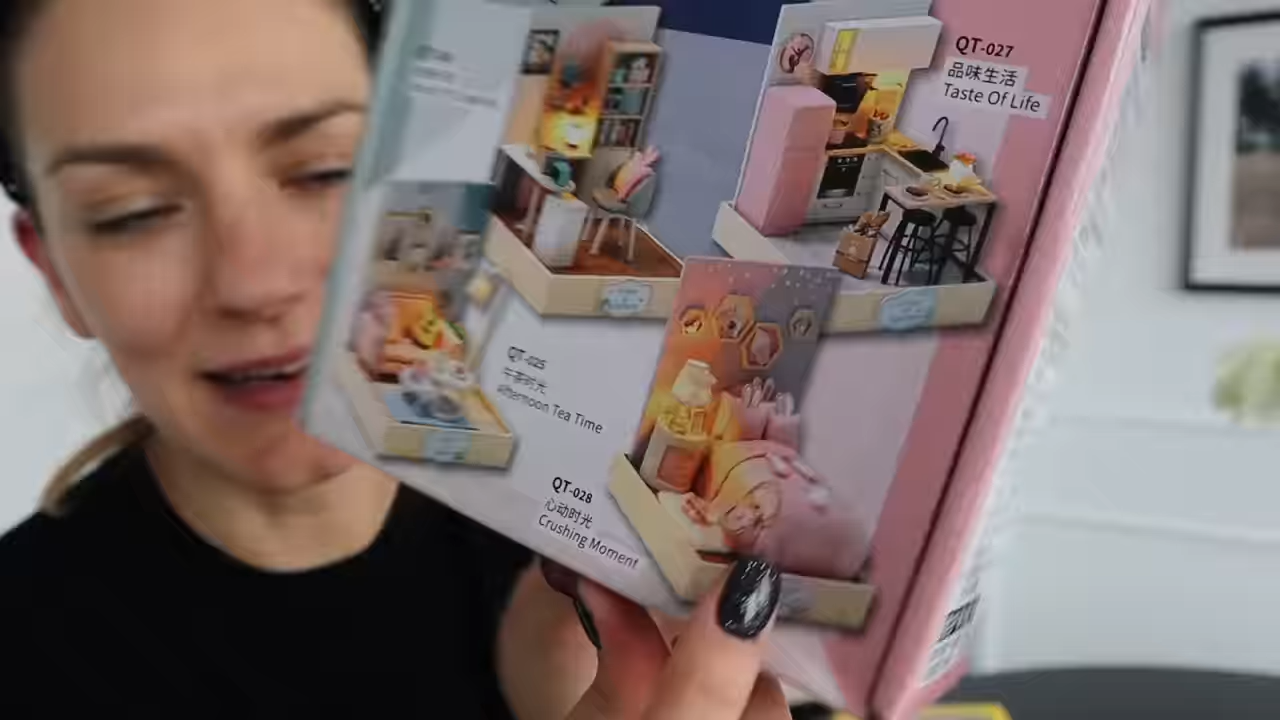 QT-027
品味生活
Taste Of Life
QT-025
午茶时光
Afternoon Tea Time
QT-028
心动时光
Crushing Moment